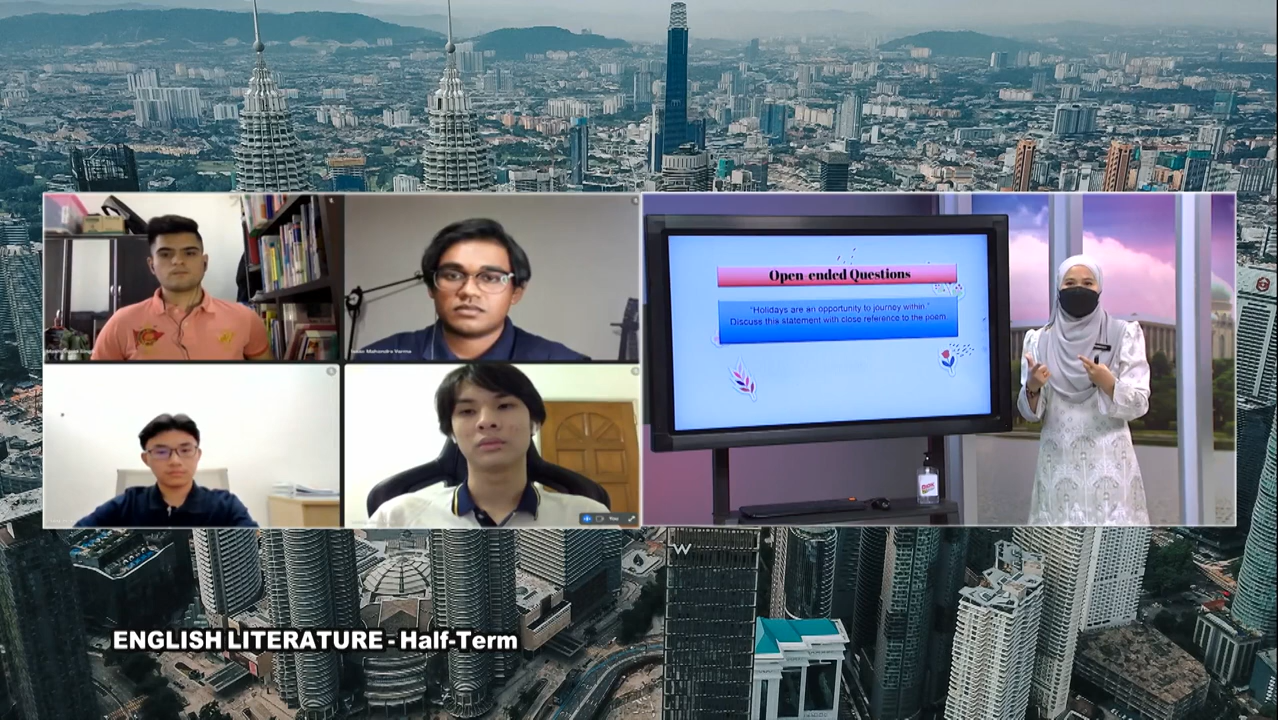 Open-ended Questions
"Holidays are an opportunity to journey within."
Discuss this statement with close reference to the poem.
You
W
ENGLISH LITERATURE - Half-Term